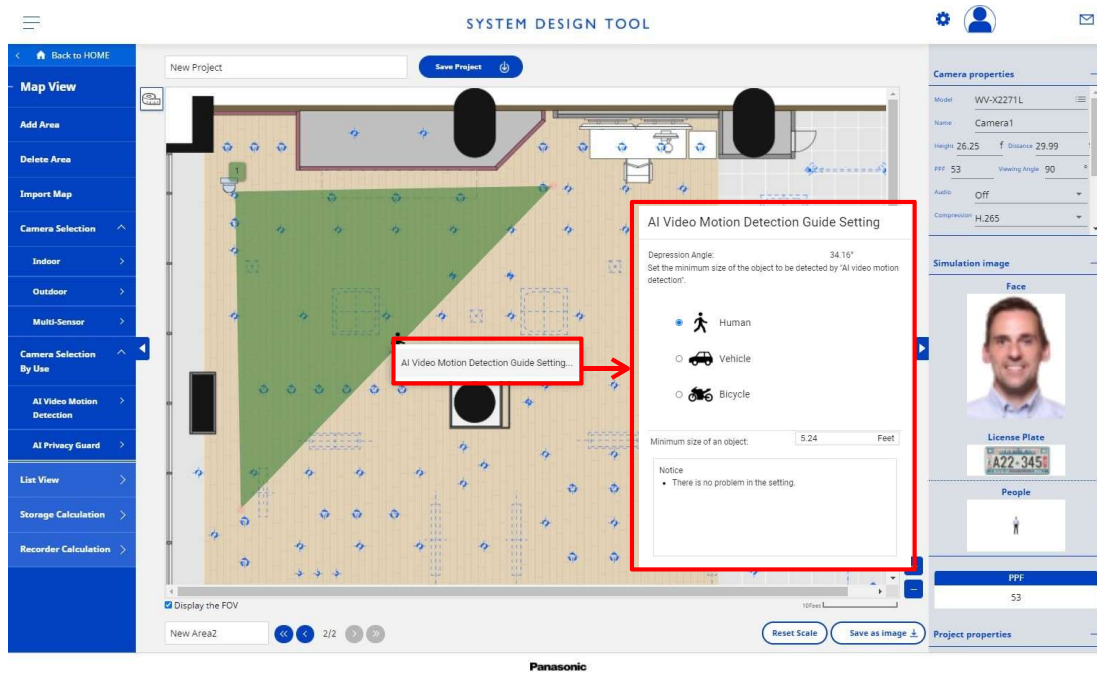 SYSTEM DESIGN TOOL
Back to HOME
Map View
Add Area
Delete Area
Import Map
Camera Selection
Indoor
Outdoor
Multi-Sensor
Camera Selection
By Use
AI Video Motion
Detection
AI Privacy Guard
List View
Storage Calculation
Recorder Calculation
New Project
Save Project
1
AI Video Motion Detection Guide Setting...
AI Video Motion Detection Guide Setting
Depression Angle: 34.16°
Set the minimum size of the object to be detected by "AI video motion
detection".
Human
Vehicle
Bicycle
Minimum size of an object: 5.24 Feet
Notice
• There is no problem in the setting.
Display the FOV
10Feet
New Area2
2/2
Reset Scale
Save as image
Camera properties
Model WV-X2271L
Name Camera1
Height 26.25 f Distance 29.99
PPF 53 Viewing Angle 90 °
Audio Off
Compression H.265
Simulation image
Face
License Plate
A22-345
People
PPF
53
Project properties
Panasonic